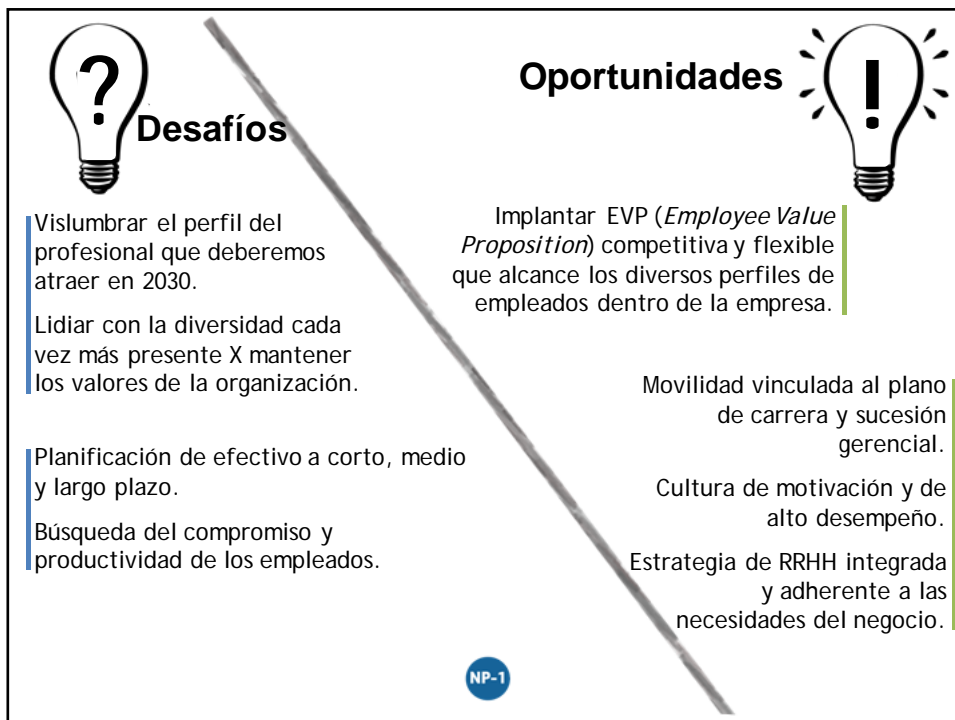 ?
Desafíos
Vislumbrar el perfil del
profesional que deberemos
atraer en 2030.
Lidiar con la diversidad cada
vez más presente X mantener
los valores de la organización.
Planificación de efectivo a corto, medio
y largo plazo.
Búsqueda del compromiso y
productividad de los empleados.
Oportunidades
!
Implantar EVP (Employee Value
Proposition) competitiva y flexible
que alcance los diversos perfiles de
empleados dentro de la empresa.
Movilidad vinculada al plano
de carrera y sucesión
gerencial.
Cultura de motivación y de
alto desempeño.
Estrategia de RRHH integrada
y adherente a las
necesidades del negocio.
NP-1